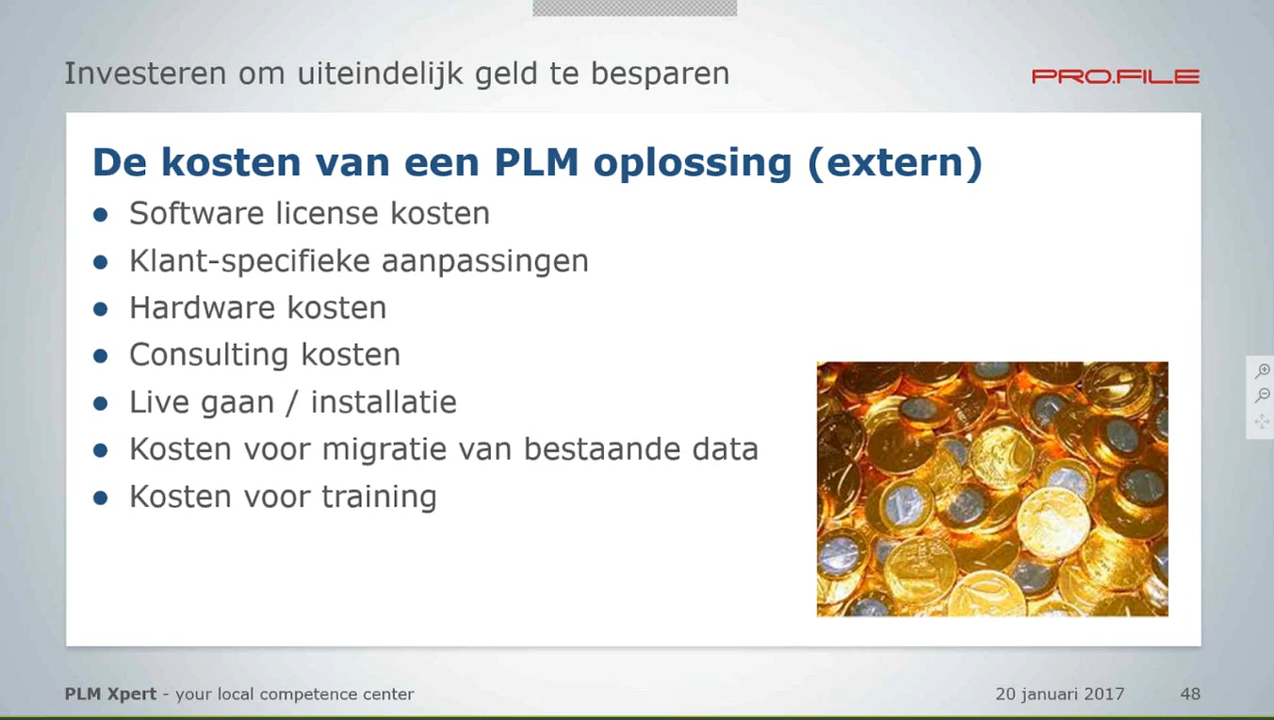 Investeren om uiteindelijk geld te besparen
PRO.FILE
De kosten van een PLM oplossing (extern)
● Software license kosten
● Klant-specifieke aanpassingen
● Hardware kosten
● Consulting kosten
● Live gaan / installatie
● Kosten voor migratie van bestaande data
● Kosten voor training
PLM Xpert - your local competence center
20 januari 2017
48